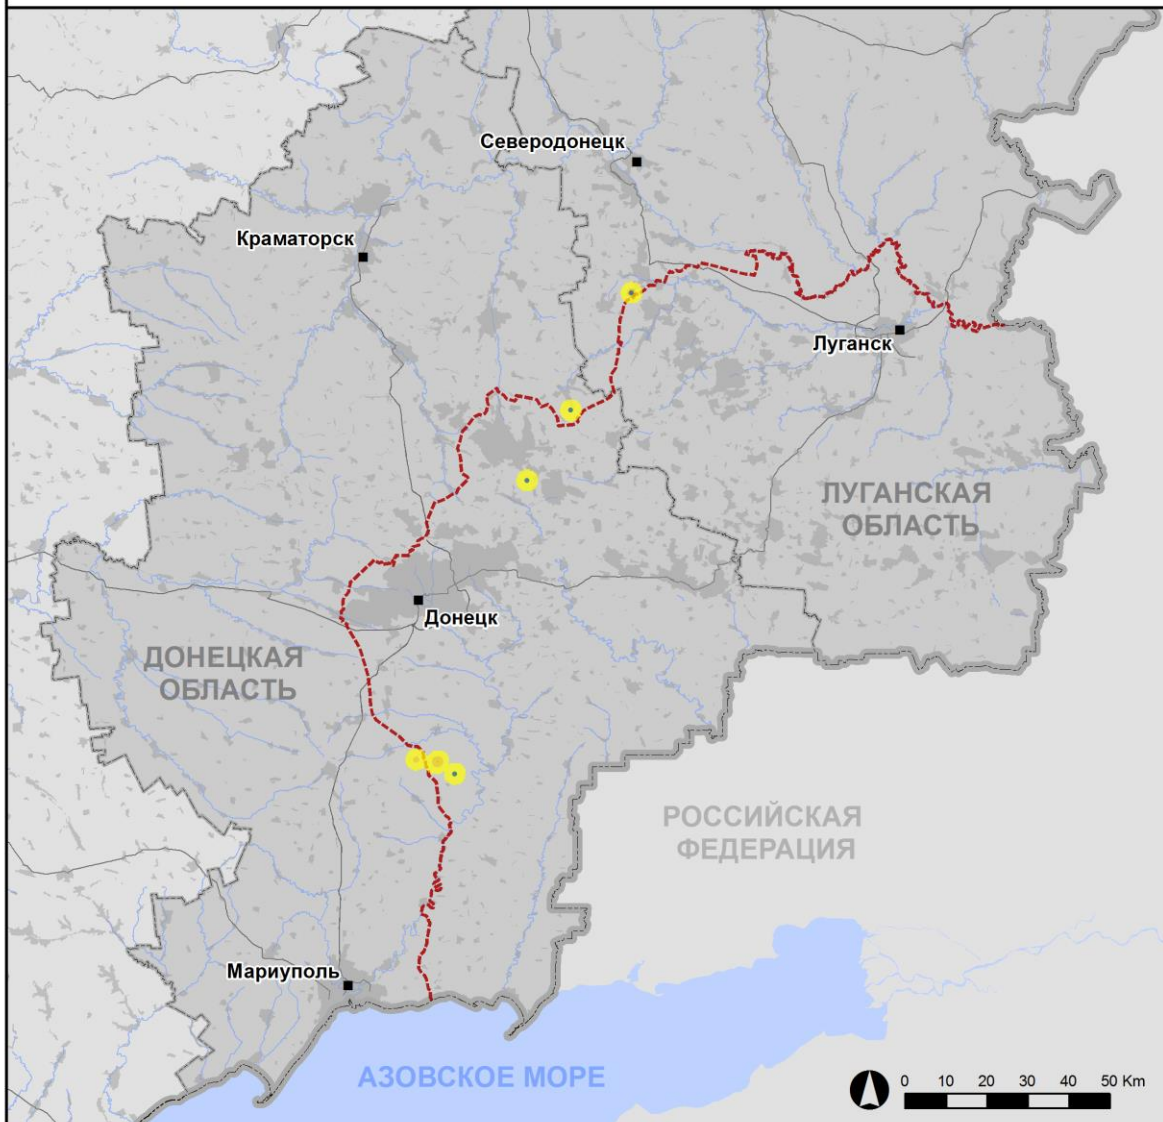 Северодонецк
Краматорск
Луганск
ЛУГАНСКАЯ
ОБЛАСТЬ
Донецк
ДОНЕЦКАЯ
ОБЛАСТЬ
РОССИЙСКАЯ
ФЕДЕРАЦИЯ
Мариуполь
АЗОВСКОЕ МОРЕ
0 10 20 30 40 50 Km